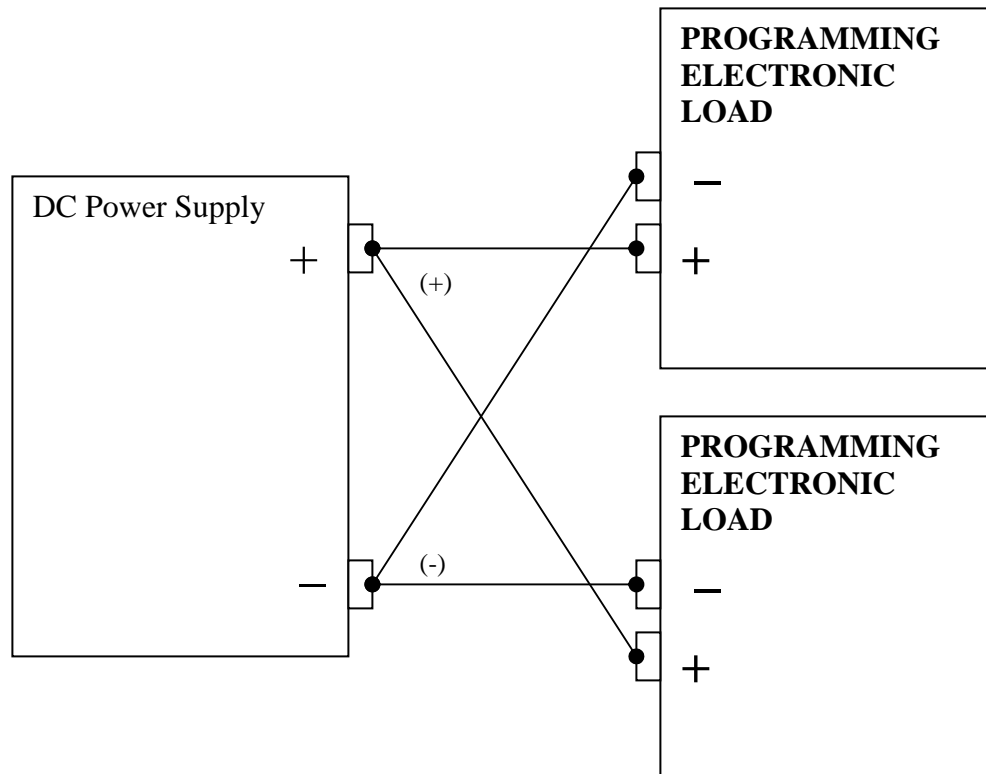 PROGRAMMING
ELECTRONIC
LOAD
−
+
DC Power Supply
+
(+)
−
(-)
PROGRAMMING
ELECTRONIC
LOAD
−
+